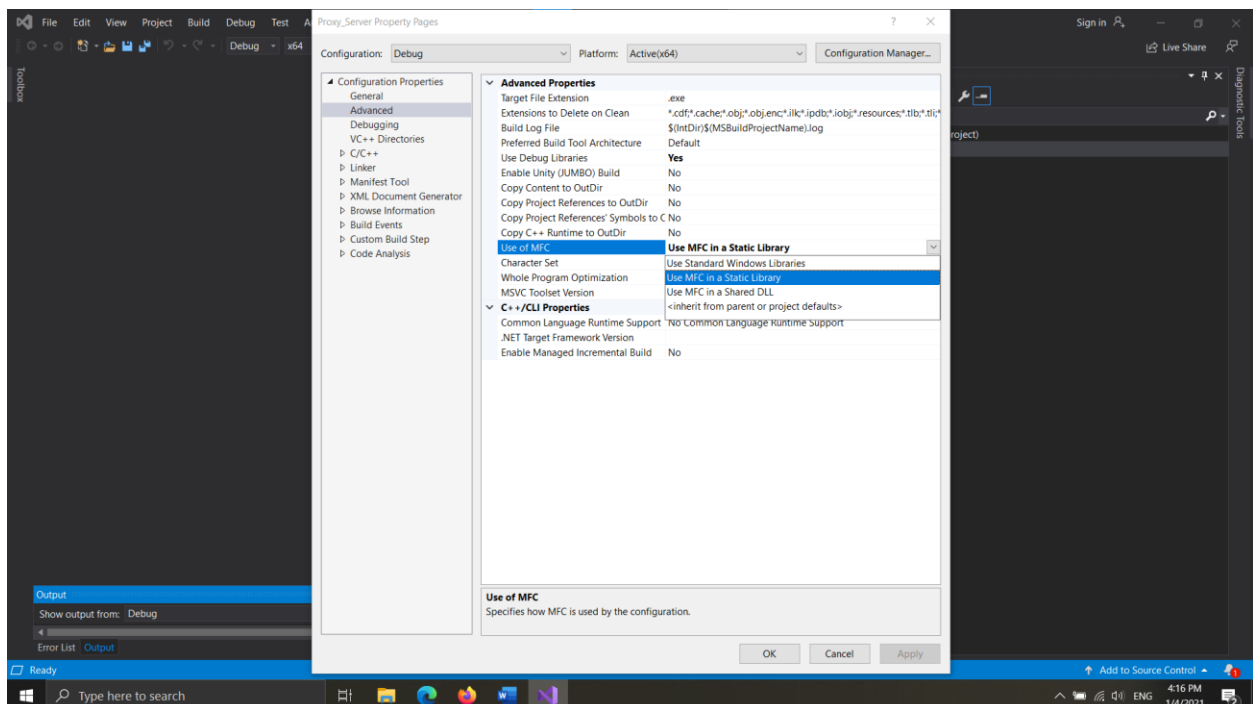 File Edit View Project Build Debug Test A
Proxy_Server Property Pages
? ×
Sign in
Debug x64
Live Share
Toolbox
Configuration: Debug Platform: Active(x64) Configuration Manager...
Configuration Properties
General
Advanced
Debugging
VC++ Directories
C/C++
Linker
Manifest Tool
XML Document Generator
Browse Information
Build Events
Custom Build Step
Code Analysis
Advanced Properties
Target File Extension .exe
Extensions to Delete on Clean *.cdf;*.cache;*.obj;*.obj.enc;*.ilk;*.ipdb;*.iobj;*.resources;*.tlb;*.tli;*
Build Log File $(IntDir)$(MSBuildProjectName).log
Preferred Build Tool Architecture Default
Use Debug Libraries Yes
Enable Unity (JUMBO) Build No
Copy Content to OutDir No
Copy Project References to OutDir No
Copy Project References' Symbols to C No
Copy C++ Runtime to OutDir No
Use of MFC Use MFC in a Static Library
Character Set Use Standard Windows Libraries
Whole Program Optimization Use MFC in a Static Library
MSVC Toolset Version Use MFC in a Shared DLL
C++/CLI Properties <inherit from parent or project defaults>
Common Language Runtime Support No Common Language Runtime Support
.NET Target Framework Version
Enable Managed Incremental Build No
Use of MFC
Specifies how MFC is used by the configuration.
OK Cancel Apply
roject)
Diagnostic Tools
Output
Show output from: Debug
Error List Output
Ready
Add to Source Control
Type here to search
ENG
4:16 PM
1/4/2021